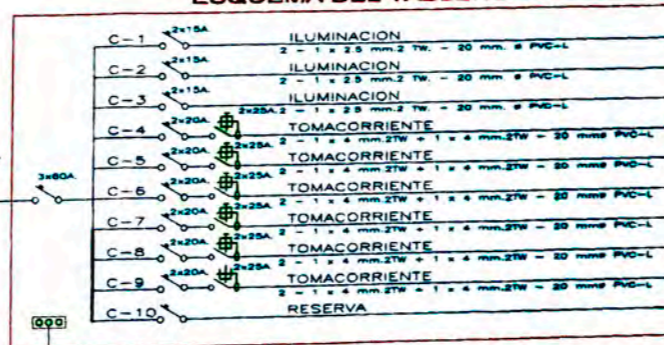 C-1 2x15A. ILUMINACION
2 - 1 x 2.5 mm.2 TW. - 20 mm. ø PVC-L
C-2 2x15A. ILUMINACION
2 - 1 x 2.5 mm.2 TW. - 20 mm. ø PVC-L
C-3 2x15A. ILUMINACION
2 - 1 x 2.5 mm.2 TW. - 20 mm. ø PVC-L
C-4 2x20A. 2x25A. TOMACORRIENTE
2 - 1 x 4 mm.2TW + 1 x 4 mm.2TW - 20 mmø PVC-L
C-5 2x20A. 2x25A. TOMACORRIENTE
2 - 1 x 4 mm.2TW + 1 x 4 mm.2TW - 20 mmø PVC-L
3x60A.
C-6 2x20A. 2x25A. TOMACORRIENTE
2 - 1 x 4 mm.2TW + 1 x 4 mm.2TW - 20 mmø PVC-L
C-7 2x20A. 2x25A. TOMACORRIENTE
2 - 1 x 4 mm.2TW + 1 x 4 mm.2TW - 20 mmø PVC-L
C-8 2x20A. 2x25A. TOMACORRIENTE
2 - 1 x 4 mm.2TW + 1 x 4 mm.2TW - 20 mmø PVC-L
C-9 2x20A. 2x25A. TOMACORRIENTE
2 - 1 x 4 mm.2TW + 1 x 4 mm.2TW - 20 mmø PVC-L
C-10 RESERVA